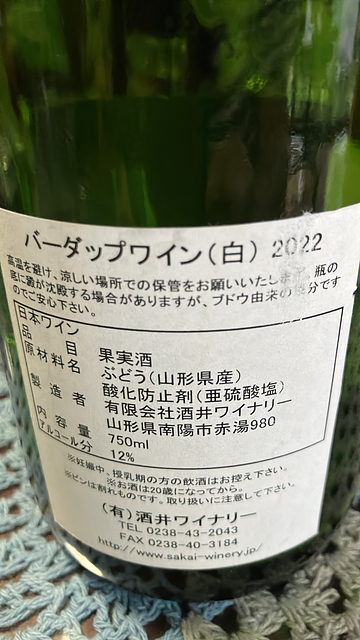 バーダップワイン(白) 2022
高温を避け、涼しい場所での保管をお願いいたします。瓶の
底に澱が沈殿する場合がありますが、ブドウ由来の成分です
のでご安心下さい。
日本ワイン
品目 果実酒
原材料名 ぶどう(山形県産)
酸化防止剤(亜硫酸塩)
製造者 有限会社酒井ワイナリー
山形県南陽市赤湯980
内容量 750ml
アルコール分 12%
※妊娠中、授乳期の方の飲酒はお控え下さい。
※お酒は20歳になってから。
※ビンは割れものです。取り扱いに注意して下さい。
(有)酒井ワイナリー
TEL 0238-43-2043
FAX 0238-40-3184
http://www.sakai-winery.jp/